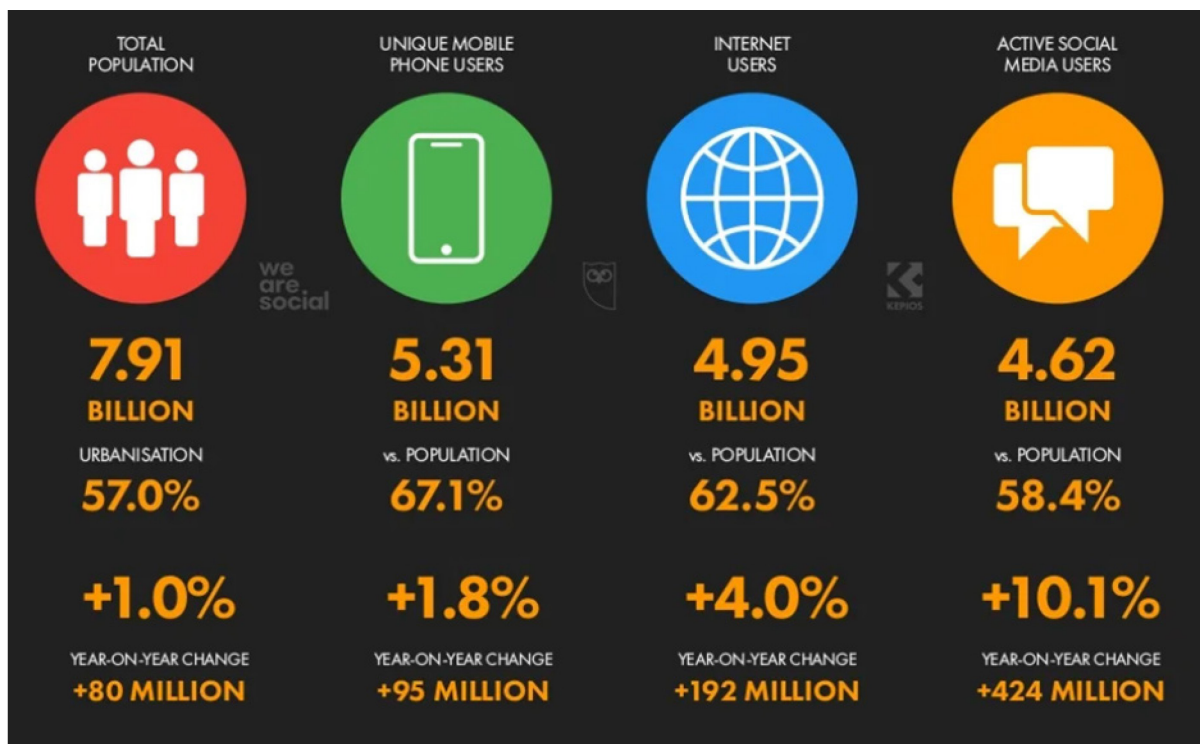 TOTAL
POPULATION
UNIQUE MOBILE
PHONE USERS
INTERNET
USERS
ACTIVE SOCIAL
MEDIA USERS
we
are
social
KEPIOS
7.91
BILLION
5.31
BILLION
4.95
BILLION
4.62
BILLION
URBANISATION
57.0%
vs. POPULATION
67.1%
vs. POPULATION
62.5%
vs. POPULATION
58.4%
+1.0%
YEAR-ON-YEAR CHANGE
+80 MILLION
+1.8%
YEAR-ON-YEAR CHANGE
+95 MILLION
+4.0%
YEAR-ON-YEAR CHANGE
+192 MILLION
+10.1%
YEAR-ON-YEAR CHANGE
+424 MILLION